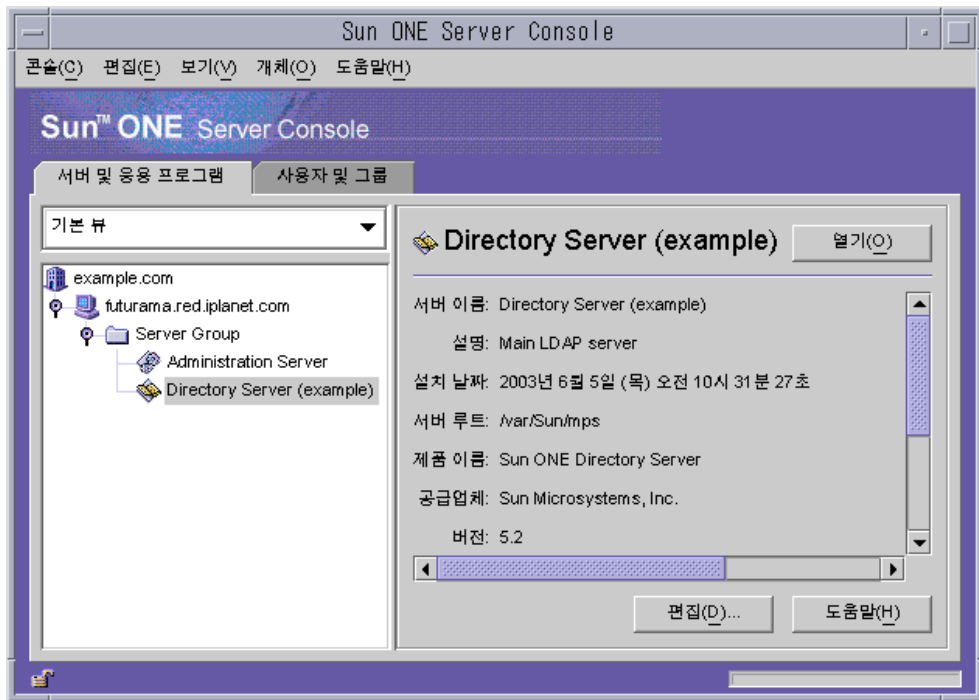 Sun ONE Server Console
콘솔(C) 편집(E) 보기(V) 개체(O) 도움말(H)
Sun™ ONE Server Console
서버 및 응용 프로그램 사용자 및 그룹
기본 뷰
example.com
futurama.red.iplanet.com
Server Group
Administration Server
Directory Server (example)
Directory Server (example) 열기(O)
서버 이름: Directory Server (example)
설명: Main LDAP server
설치 날짜: 2003년 6월 5일 (목) 오전 10시 31분 27초
서버 루트: /var/Sun/mps
제품 이름: Sun ONE Directory Server
공급업체: Sun Microsystems, Inc.
버전: 5.2
편집(D)... 도움말(H)